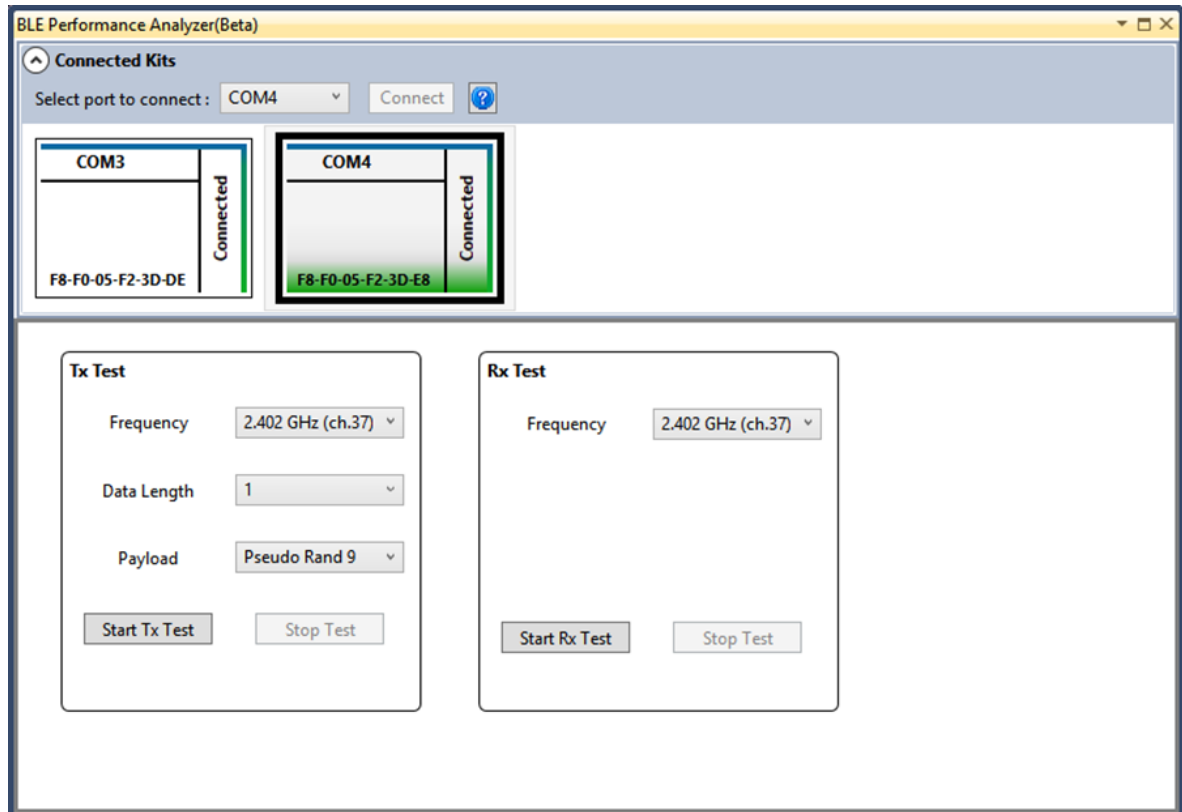 BLE Performance Analyzer(Beta)
Connected Kits
Select port to connect : COM4 Connect ?
COM3
Connected
F8-F0-05-F2-3D-DE
COM4
Connected
F8-F0-05-F2-3D-E8
Tx Test
Frequency 2.402 GHz (ch.37)
Data Length 1
Payload Pseudo Rand 9
Start Tx Test Stop Test
Rx Test
Frequency 2.402 GHz (ch.37)
Start Rx Test Stop Test